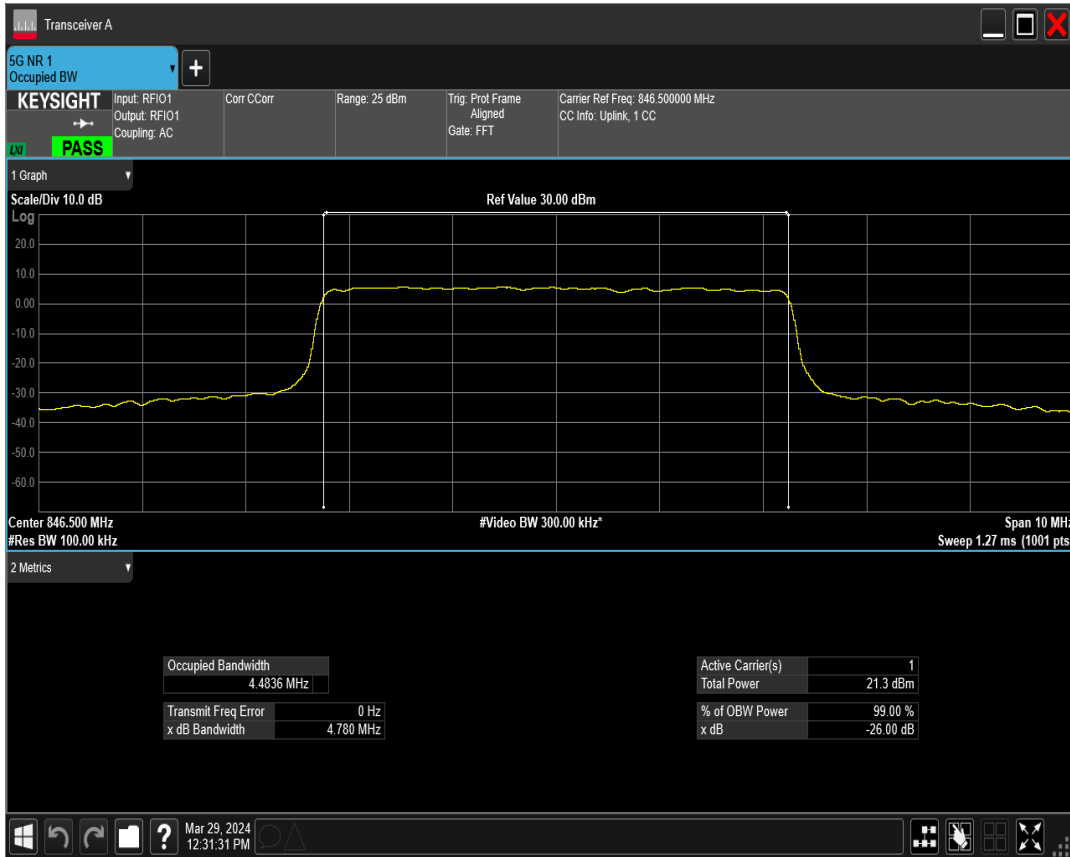 Transceiver A
5G NR 1
Occupied BW
KEYSIGHT
LXI
PASS
Input: RFIO1
Output: RFIO1
Coupling: AC
Corr CCorr
Range: 25 dBm
Trig: Prot Frame
Aligned
Gate: FFT
Carrier Ref Freq: 846.500000 MHz
CC Info: Uplink, 1 CC
1 Graph
Scale/Div 10.0 dB
Ref Value 30.00 dBm
Log
20.0
10.0
0.00
-10.0
-20.0
-30.0
-40.0
-50.0
-60.0
Center 846.500 MHz
#Video BW 300.00 kHz*
Span 10 MHz
#Res BW 100.00 kHz
Sweep 1.27 ms (1001 pts
2 Metrics
Occupied Bandwidth
4.4836 MHz
Transmit Freq Error 0 Hz
x dB Bandwidth 4.780 MHz
Active Carrier(s) 1
Total Power 21.3 dBm
% of OBW Power 99.00 %
x dB -26.00 dB
?
Mar 29, 2024
12:31:31 PM